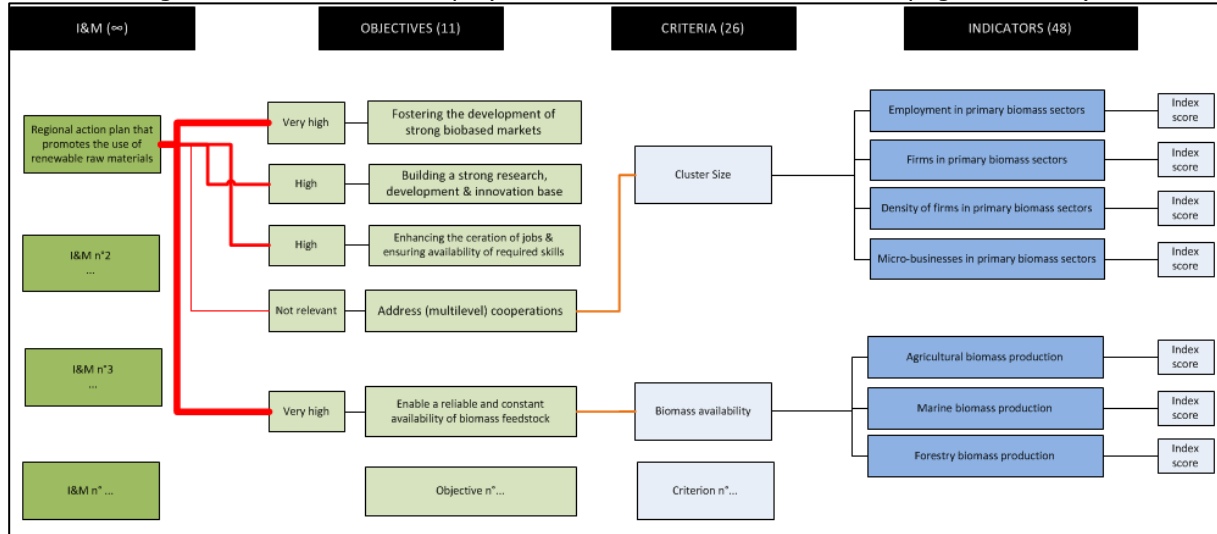 I&M (∞)
OBJECTIVES (11)
CRITERIA (26)
INDICATORS (48)
Regional action plan that
promotes the use of
renewable raw materials
I&M n°2
...
I&M n°3
...
I&M n° ...
Very high
Fostering the development of
strong biobased markets
High
Building a strong research,
development & innovation base
High
Enhancing the ceration of jobs &
ensuring availability of required skills
Not relevant
Address (multilevel) cooperations
Very high
Enable a reliable and constant
availability of biomass feedstock
Objective n°...
Cluster Size
Biomass availability
Criterion n°...
Employment in primary biomass sectors
Index
score
Firms in primary biomass sectors
Index
score
Density of firms in primary biomass sectors
Index
score
Micro-businesses in primary biomass sectors
Index
score
Agricultural biomass production
Index
score
Marine biomass production
Index
score
Forestry biomass production
Index
score